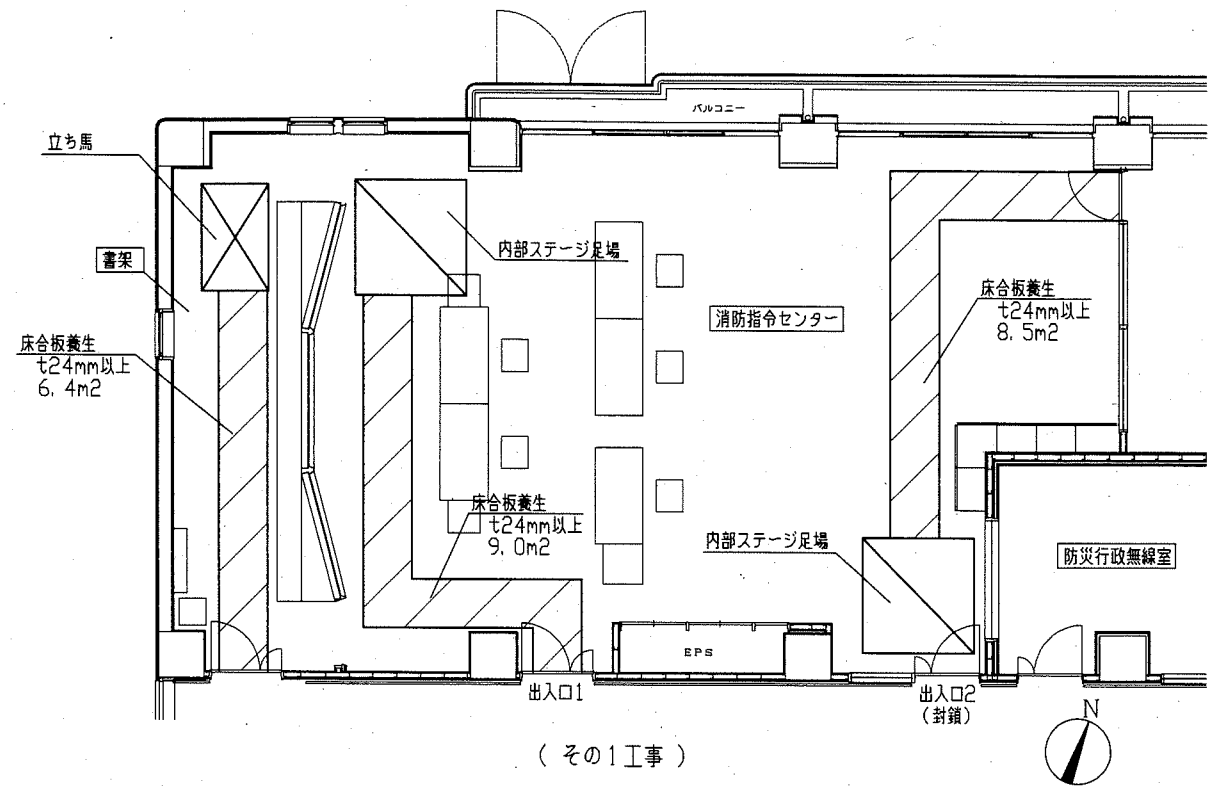 バルコニー
立ち馬
内部ステージ足場
書架
床合板養生
t24mm以上
6.4m2
消防指令センター
床合板養生
t24mm以上
8.5m2
床合板養生
t24mm以上
9.0m2
内部ステージ足場
防災行政無線室
EPS
出入口1
出入口2
(封鎖)
N
(その1工事)